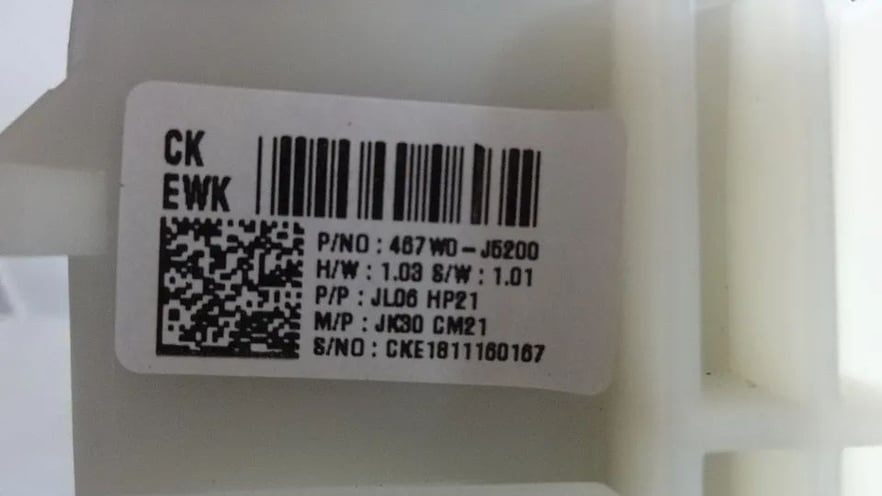 CK
EWK
P/NO : 467W0-J5200
H/W : 1.03 S/W : 1.01
P/P : JL06 HP21
M/P : JK30 CM21
S/NO : CKE1811160167